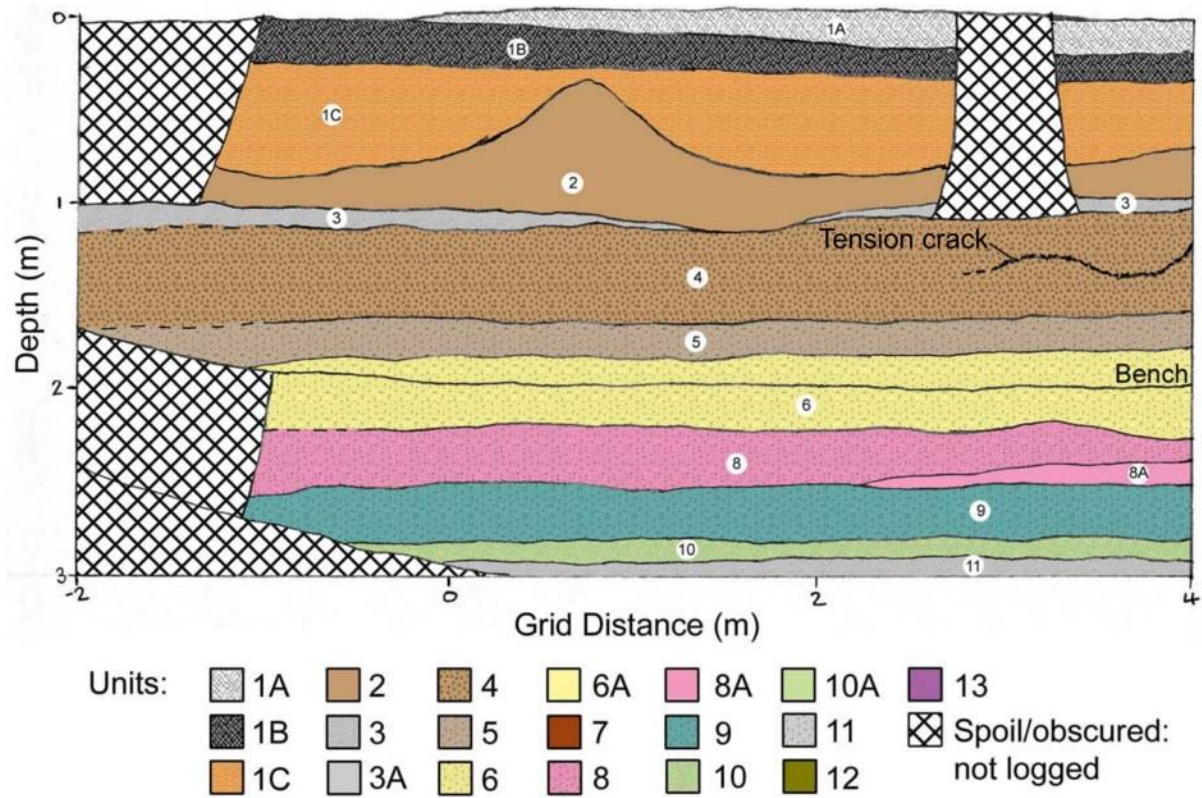 0
1A
1B
1C
2
1
3
3
Tension crack
4
Depth (m)
5
Bench
2
6
8
8A
9
10
11
3
-2
0
2
4
Grid Distance (m)
Units:
1A
2
4
6A
8A
10A
13
1B
3
5
7
9
11
Spoil/obscured:
1C
3A
6
8
10
12
not logged